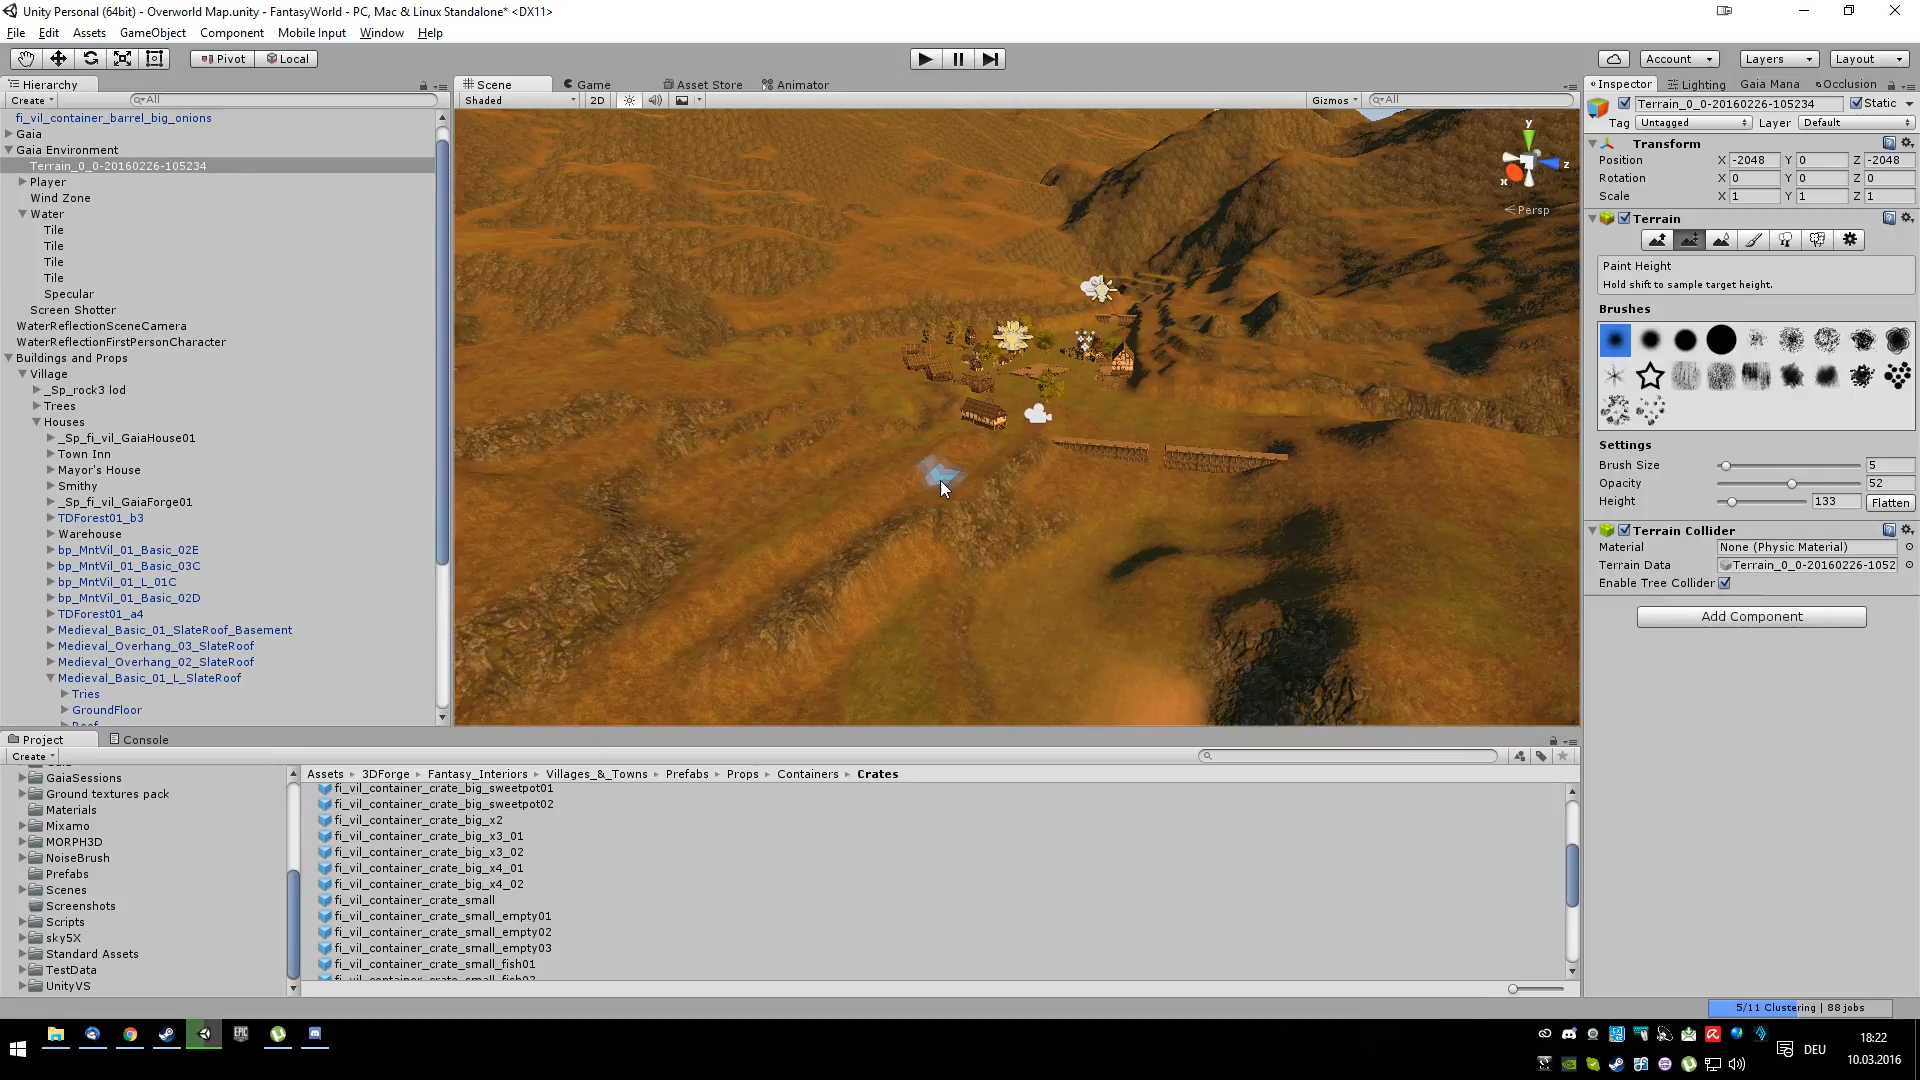 Unity Personal (64bit) - Overworld Map.unity - FantasyWorld - PC, Mac & Linux Standalone* <DX11>
File Edit Assets GameObject Component Mobile Input Window Help
Pivot Local
Account Layers Layout
Hierarchy
Create All
fi_vil_container_barrel_big_onions
Gaia
Gaia Environment
Terrain_0_0-20160226-105234
Player
Wind Zone
Water
Tile
Tile
Tile
Tile
Specular
Screen Shotter
WaterReflectionSceneCamera
WaterReflectionFirstPersonCharacter
Buildings and Props
Village
_Sp_rock3 lod
Trees
Houses
_Sp_fi_vil_GaiaHouse01
Town Inn
Mayor's House
Smithy
_Sp_fi_vil_GaiaForge01
TDForest01_b3
Warehouse
bp_MntVil_01_Basic_02E
bp_MntVil_01_Basic_03C
bp_MntVil_01_L_01C
bp_MntVil_01_Basic_02D
TDForest01_a4
Medieval_Basic_01_SlateRoof_Basement
Medieval_Overhang_03_SlateRoof
Medieval_Overhang_02_SlateRoof
Medieval_Basic_01_L_SlateRoof
Tries
GroundFloor
Scene Game Asset Store Animator
Shaded 2D Gizmos All
y
z
x
Persp
Inspector Lighting Gaia Mana Occlusion
Terrain_0_0-20160226-105234 Static
Tag Untagged Layer Default
Transform
Position X -2048 Y 0 Z -2048
Rotation X 0 Y 0 Z 0
Scale X 1 Y 1 Z 1
Terrain
Paint Height
Hold shift to sample target height.
Brushes
Settings
Brush Size 5
Opacity 52
Height 133 Flatten
Terrain Collider
Material None (Physic Material)
Terrain Data Terrain_0_0-20160226-1052
Enable Tree Collider
Add Component
Project Console
Create
GaiaSessions
Ground textures pack
Materials
Mixamo
MORPH3D
NoiseBrush
Prefabs
Scenes
Screenshots
Scripts
sky5X
Standard Assets
TestData
UnityVS
Assets 3DForge Fantasy_Interiors Villages_&_Towns Prefabs Props Containers Crates
fi_vil_container_crate_big_sweetpot01
fi_vil_container_crate_big_sweetpot02
fi_vil_container_crate_big_x2
fi_vil_container_crate_big_x3_01
fi_vil_container_crate_big_x3_02
fi_vil_container_crate_big_x4_01
fi_vil_container_crate_big_x4_02
fi_vil_container_crate_small
fi_vil_container_crate_small_empty01
fi_vil_container_crate_small_empty02
fi_vil_container_crate_small_empty03
fi_vil_container_crate_small_fish01
5/11 Clustering | 88 jobs
EPIC
DEU
18:22
10.03.2016